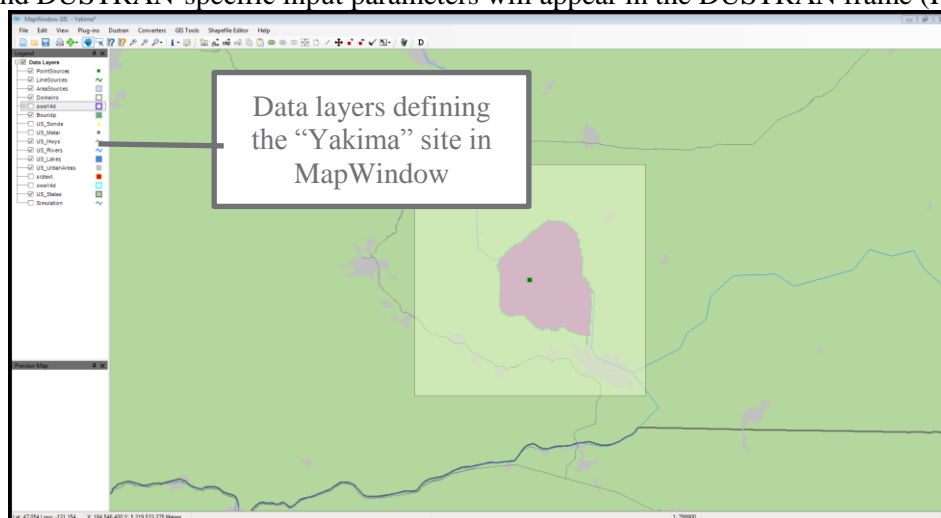 nd DUSTRAN-specific input parameters will appear in the DUSTRAN frame (
MapWindow GIS - Yakima*
File Edit View Plug-ins Dustran Converters GIS Tools Shapefile Editor Help
D
Legend
Data Layers
PointSources
LineSources
AreaSources
Domains
Boundp
US_Sonde
US_Meter
US_Hwys
US_Rivers
US_Lakes
US_UrbanAreas
US_States
Simulation
Data layers defining
the “Yakima” site in
MapWindow
Preview Map